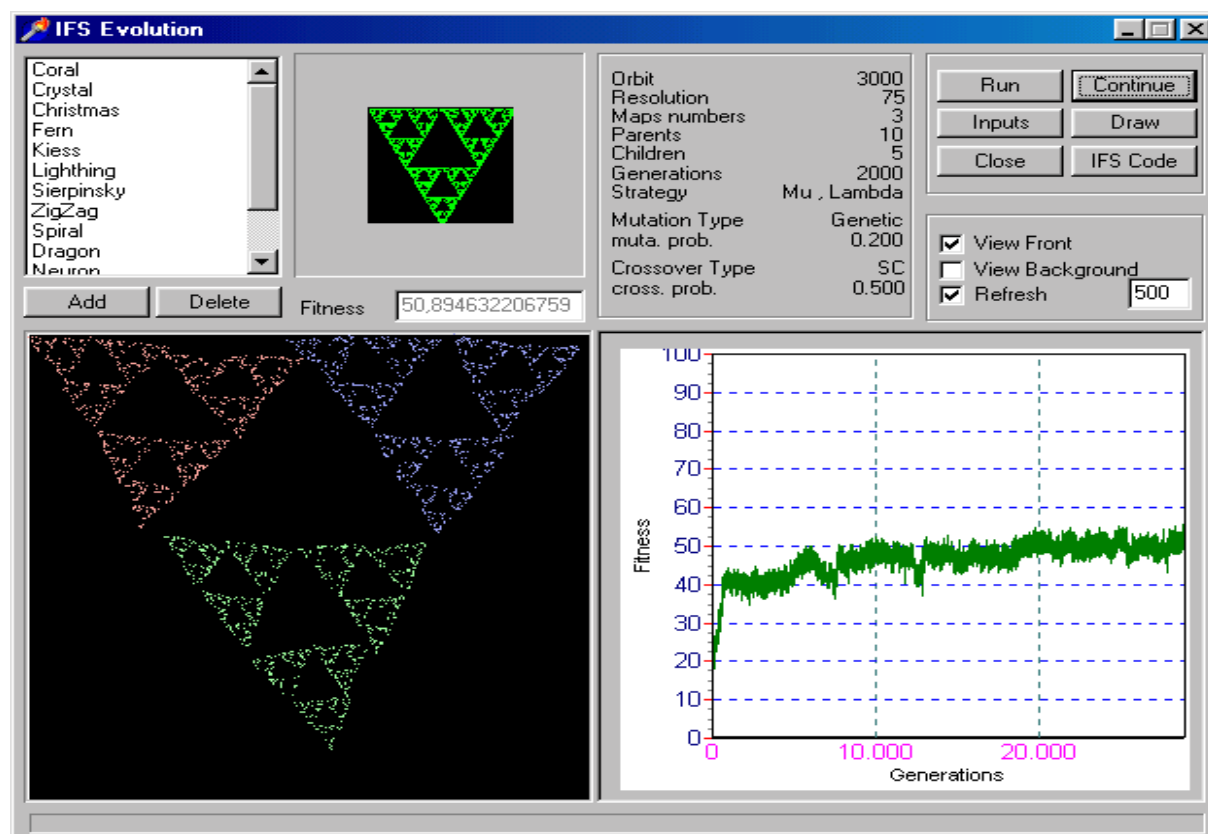 IFS Evolution
Coral
Crystal
Christmas
Fern
Kiess
Lighthing
Sierpinsky
ZigZag
Spiral
Dragon
Neuron
Add
Delete
Fitness
50,894632206759
Orbit 3000
Resolution 75
Maps numbers 3
Parents 10
Children 5
Generations 2000
Strategy Mu , Lambda
Mutation Type Genetic
muta. prob. 0.200
Crossover Type SC
cross. prob. 0.500
Run
Continue
Inputs
Draw
Close
IFS Code
View Front
View Background
Refresh
500
100
90
80
70
60
50
40
30
20
10
0
Fitness
0
10.000
20.000
Generations